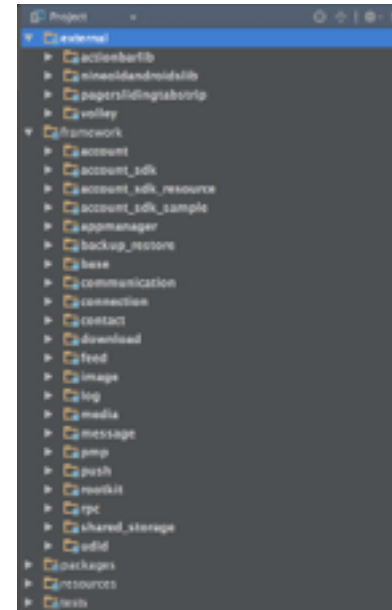 Project
external
actionbarlib
nineoldandroidslib
pagerslidingtabstrip
volley
framework
account
account_sdk
account_sdk_resource
account_sdk_sample
appmanager
backup_restore
base
communication
connection
contact
download
feed
image
log
media
message
pmp
push
rootkit
rpc
shared_storage
udid
packages
resources
tests